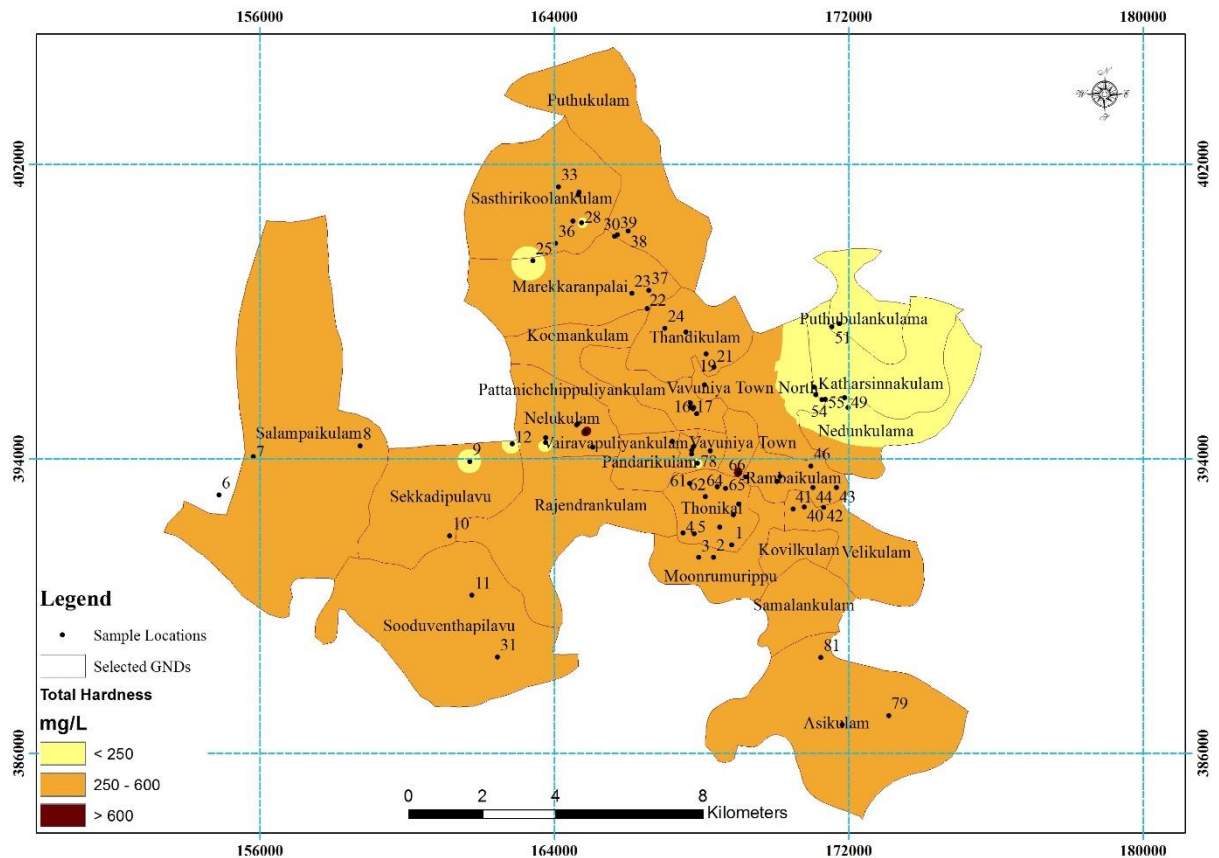 156000 164000 172000 180000
N
W E
S
Puthukulam
402000 402000
33
Sasthirikoolankulam
28
36 30 39
25 38
Marekkaranpalai 23 37
22
Puthubulankulama
51
24
Koomankulam Thandikulam
21
19
Pattanichchippuliyankulam Vavuniya Town North Katharsinnakulam
16 17 54 55 49
Nelukulam Nedunkulama
Salampaikulam 8
12 Vairavapuliyankulam Vavuniya Town
7 9 Pandarikulam 78 66 46
394000 394000
Rambaikulam
6 Sekkadipulavu 61 62 64 65
Rajendrankulam Thonikal 41 44 43
40 42
10 4 5 1
3 2 Kovilkulam Velikulam
Moonrumurippu
11 Samalankulam
Sooduventhapilavu
31 81
79
Asikulam
386000 386000
Legend
Sample Locations
Selected GNDs
Total Hardness
mg/L
< 250
250 - 600
> 600
0 2 4 8
Kilometers
156000 164000 172000 180000